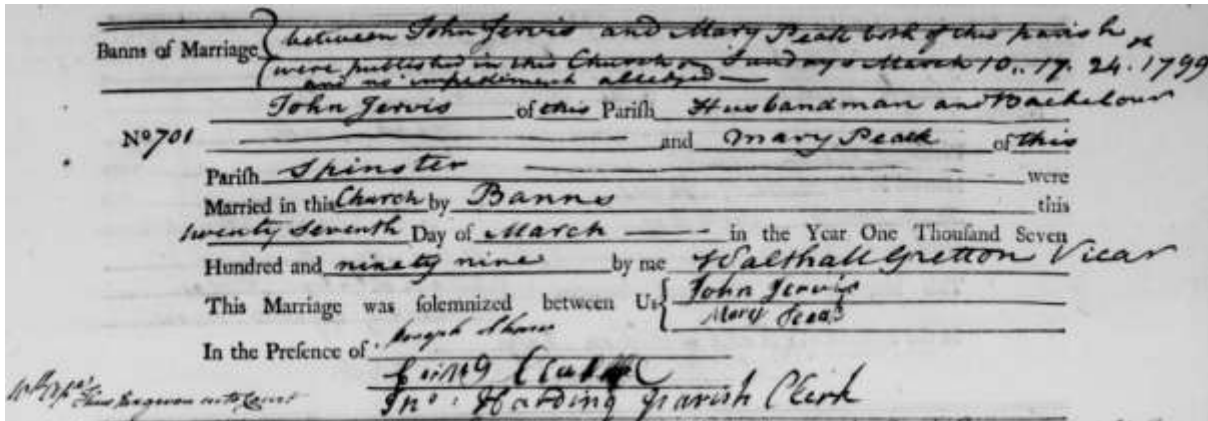 Banns of Marriage between John Jervis and Mary Peak both of this parish
were published in this Church on Sundays March 10.. 17. 24.th 1799
and no impediment alledged —
John Jervis of this Parish Husbandman and Bachelour
No 701 and Mary Peak of this
Parish Spinster were
Married in this Church by Banns this
twenty Seventh Day of March in the Year One Thousand Seven
Hundred and ninety nine by me Walthall Gretton Vicar
This Marriage was solemnized between Us John Jervis
Mary
In the Presence of Joseph
Jno: Harding parish Clerk